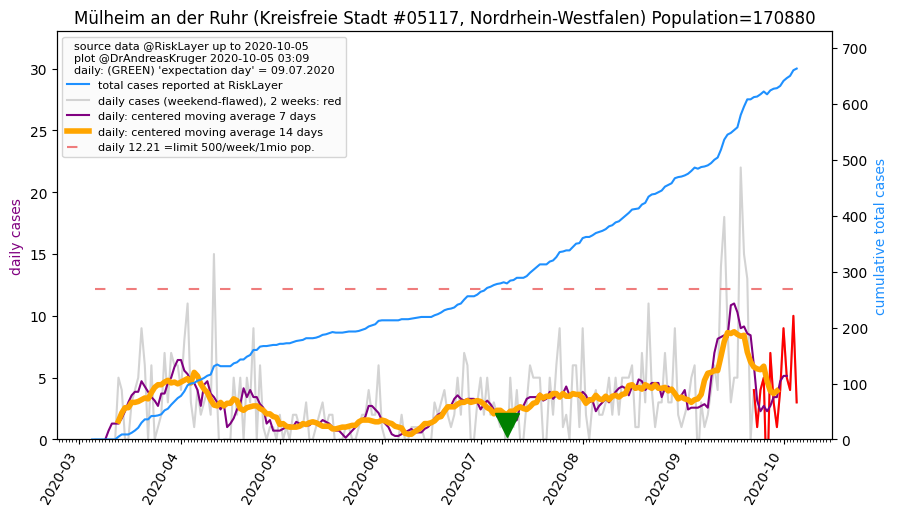 Mülheim an der Ruhr (Kreisfreie Stadt #05117, Nordrhein-Westfalen) Population=170880
source data @RiskLayer up to 2020-10-05
plot @DrAndreasKruger 2020-10-05 03:09
daily: (GREEN) 'expectation day' = 09.07.2020
total cases reported at RiskLayer
daily cases (weekend-flawed), 2 weeks: red
daily: centered moving average 7 days
daily: centered moving average 14 days
daily 12.21 =limit 500/week/1mio pop.
daily cases
30
25
20
15
10
5
0
cumulative total cases
700
600
500
400
300
200
100
0
2020-03
2020-04
2020-05
2020-06
2020-07
2020-08
2020-09
2020-10